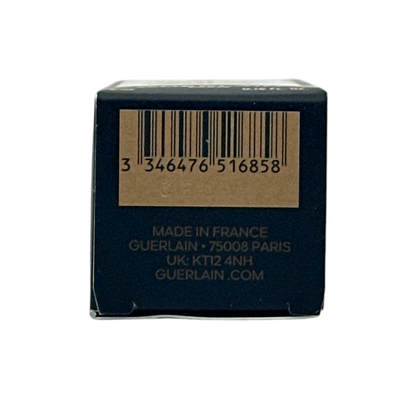 3 346476 516858
MADE IN FRANCE
GUERLAIN • 75008 PARIS
UK: KT12 4NH
GUERLAIN .COM